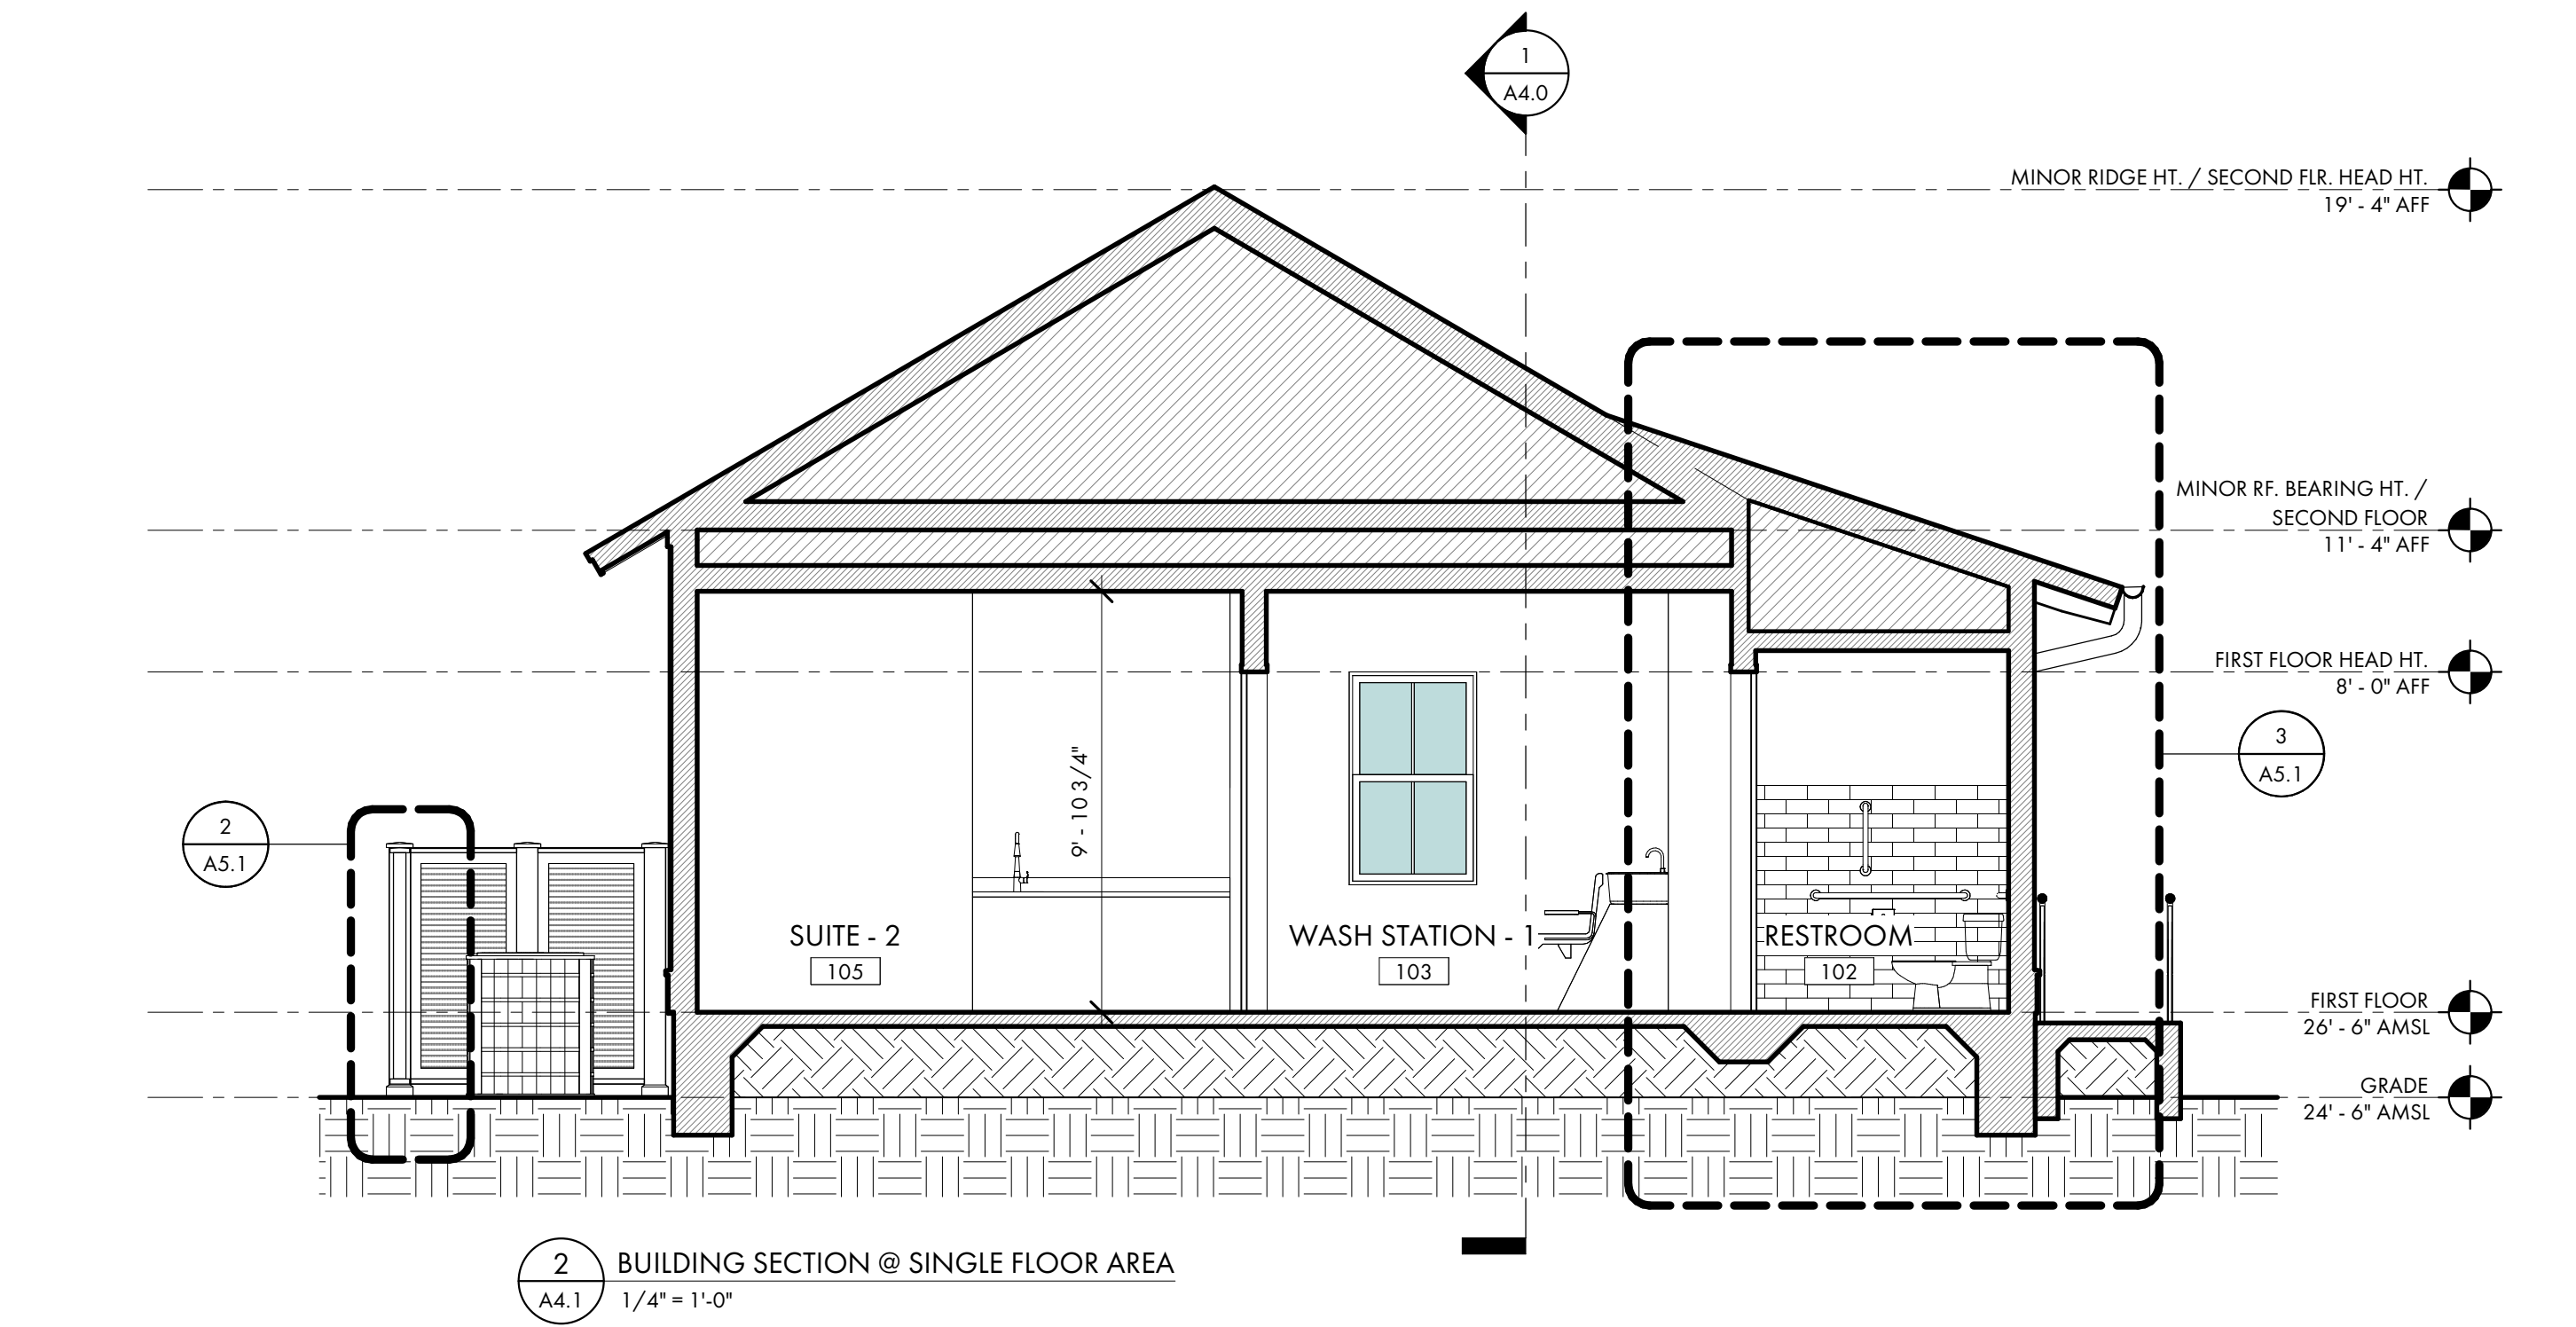 1
A4.0
MINOR RIDGE HT. / SECOND FLR. HEAD HT.
19' - 4" AFF
MINOR RF. BEARING HT. /
SECOND FLOOR
11' - 4" AFF
FIRST FLOOR HEAD HT.
8' - 0" AFF
3
A5.1
2
A5.1
9' - 10 3/4"
SUITE - 2
105
WASH STATION - 1
103
RESTROOM
102
FIRST FLOOR
26' - 6" AMSL
GRADE
24' - 6" AMSL
2
A4.1
BUILDING SECTION @ SINGLE FLOOR AREA
1/4" = 1'-0"